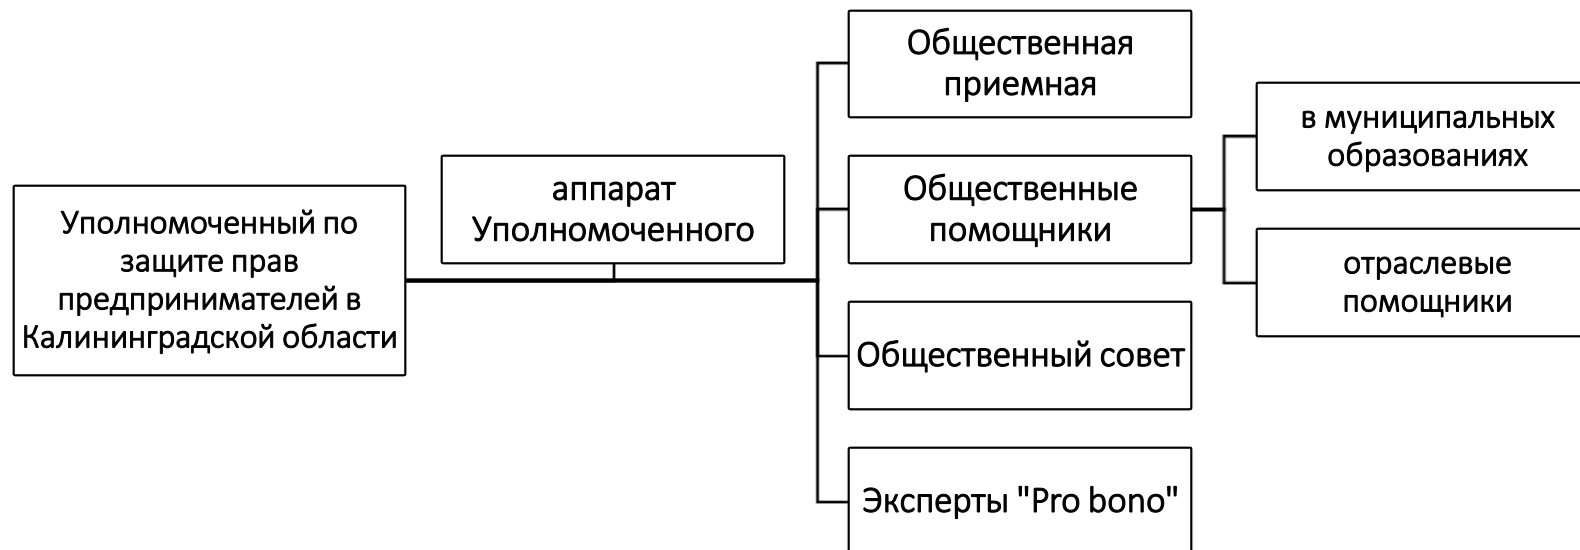 Уполномоченный по
защите прав
предпринимателей в
Калининградской области
аппарат
Уполномоченного
Общественная
приемная
Общественные
помощники
в муниципальных
образованиях
отраслевые
помощники
Общественный совет
Эксперты "Pro bono"